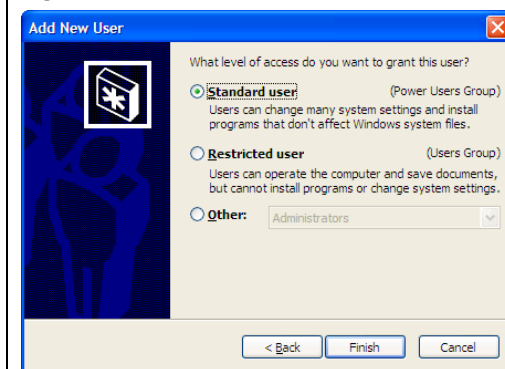 Add New User
What level of access do you want to grant this user?
Standard user (Power Users Group)
Users can change many system settings and install
programs that don't affect Windows system files.
Restricted user (Users Group)
Users can operate the computer and save documents,
but cannot install programs or change system settings.
Other: Administrators
< Back Finish Cancel